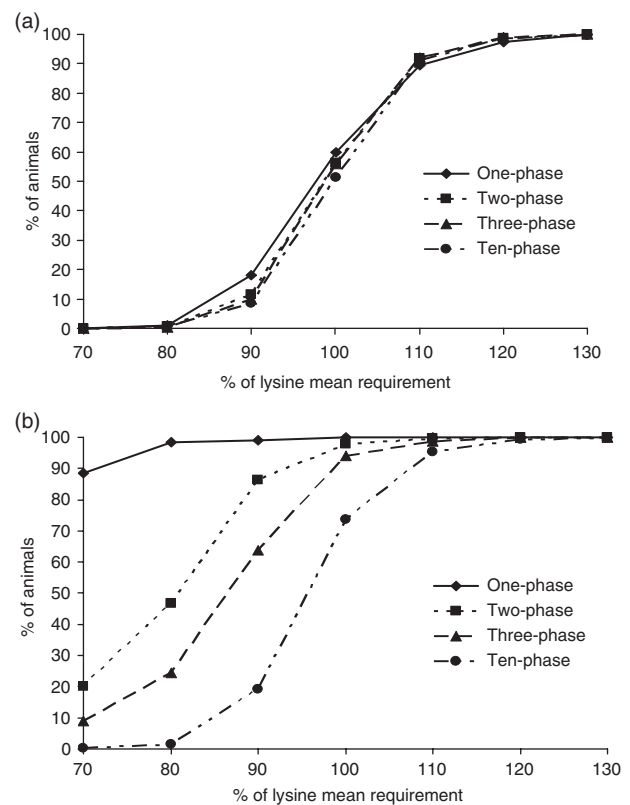 (a)
100
90
80
70
60
50
40
30
20
10
0
% of animals
One-phase
Two-phase
Three-phase
Ten-phase
70 80 90 100 110 120 130
% of lysine mean requirement
(b)
100
90
80
70
60
50
40
30
20
10
0
% of animals
One-phase
Two-phase
Three-phase
Ten-phase
70 80 90 100 110 120 130
% of lysine mean requirement